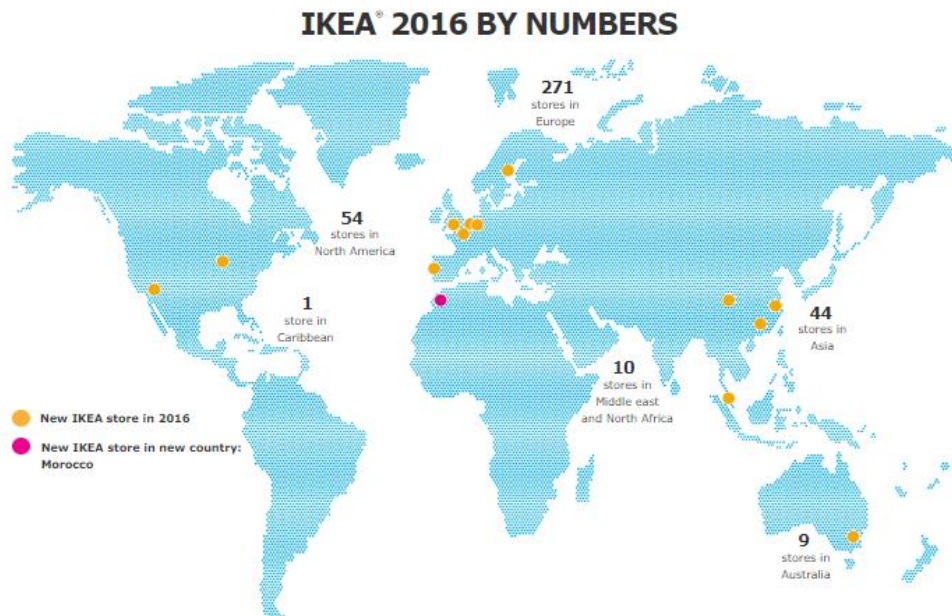 IKEA® 2016 BY NUMBERS
271
stores in
Europe
54
stores in
North America
1
store in
Caribbean
44
stores in
Asia
10
stores in
Middle east
and North Africa
New IKEA store in 2016
New IKEA store in new country:
Morocco
9
stores in
Australia